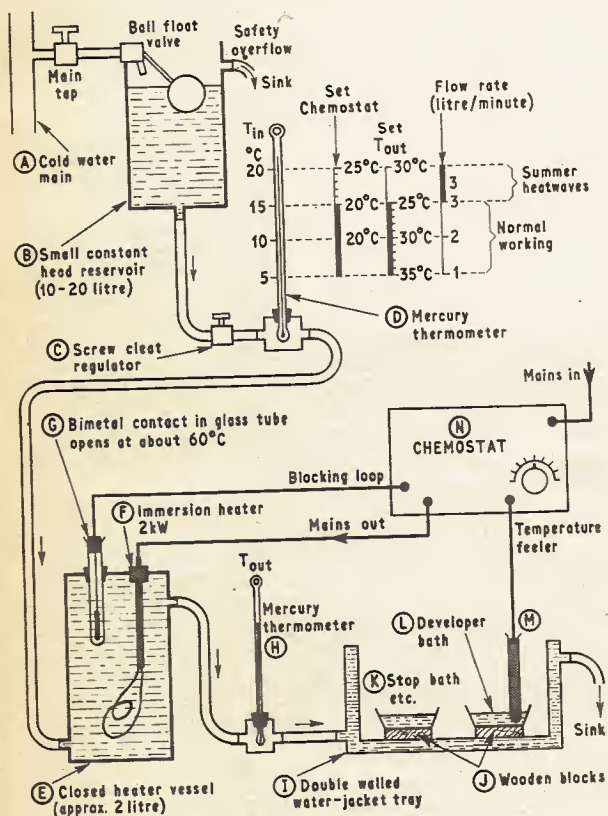 Ball float
valve
Safety
overflow
Sink
Main
tap
A Cold water
main
B Small constant
head reservoir
(10-20 litre)
C Screw cleat
regulator
Tin
°C
20
15
10
5
Set
Chemostat
25°C
20°C
20°C
Set
Tout
30°C
25°C
30°C
35°C
Flow rate
(litre/minute)
3
3
2
1
Summer
heatwaves
Normal
working
D Mercury
thermometer
Mains in
G Bimetal contact in glass tube
opens at about 60°C
N
CHEMOSTAT
Blocking loop
F Immersion heater
2kW
Mains out
Temperature
feeler
Tout
Mercury
thermometer
H
L Developer
bath
M
K Stop bath
etc.
Sink
E Closed heater vessel
(approx. 2 litre)
I Double walled
water-jacket tray
J Wooden blocks